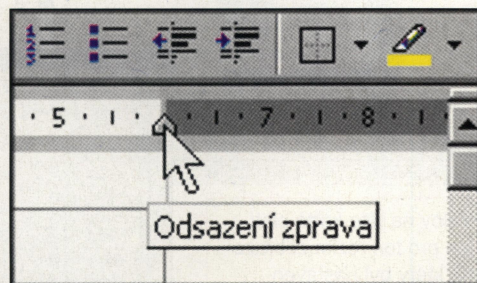 · 5 · ı · · ı · 7 · ı · 8 · ı ·
Odsazení zprava